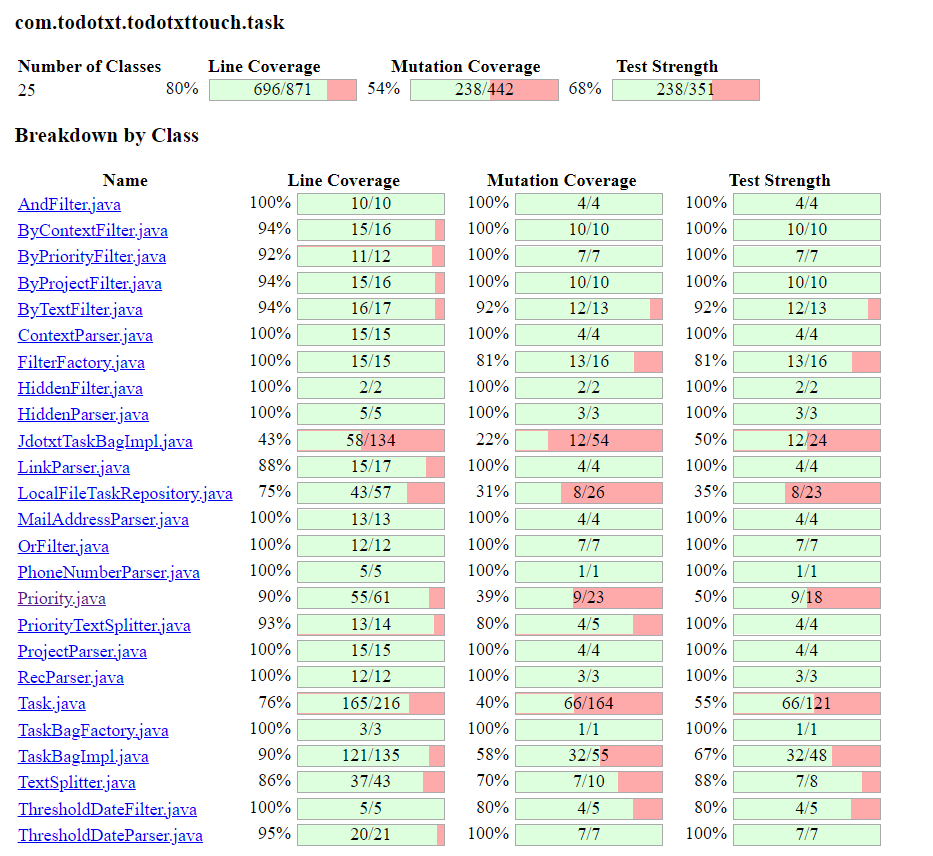 com.todotxt.todotxttouch.task
Number of Classes Line Coverage Mutation Coverage Test Strength
25 80% 696/871 54% 238/442 68% 238/351
Breakdown by Class
Name Line Coverage Mutation Coverage Test Strength
AndFilter.java 100% 10/10 100% 4/4 100% 4/4
ByContextFilter.java 94% 15/16 100% 10/10 100% 10/10
ByPriorityFilter.java 92% 11/12 100% 7/7 100% 7/7
ByProjectFilter.java 94% 15/16 100% 10/10 100% 10/10
ByTextFilter.java 94% 16/17 92% 12/13 92% 12/13
ContextParser.java 100% 15/15 100% 4/4 100% 4/4
FilterFactory.java 100% 15/15 81% 13/16 81% 13/16
HiddenFilter.java 100% 2/2 100% 2/2 100% 2/2
HiddenParser.java 100% 5/5 100% 3/3 100% 3/3
JdotxtTaskBagImpl.java 43% 58/134 22% 12/54 50% 12/24
LinkParser.java 88% 15/17 100% 4/4 100% 4/4
LocalFileTaskRepository.java 75% 43/57 31% 8/26 35% 8/23
MailAddressParser.java 100% 13/13 100% 4/4 100% 4/4
OrFilter.java 100% 12/12 100% 7/7 100% 7/7
PhoneNumberParser.java 100% 5/5 100% 1/1 100% 1/1
Priority.java 90% 55/61 39% 9/23 50% 9/18
PriorityTextSplitter.java 93% 13/14 80% 4/5 100% 4/4
ProjectParser.java 100% 15/15 100% 4/4 100% 4/4
RecParser.java 100% 12/12 100% 3/3 100% 3/3
Task.java 76% 165/216 40% 66/164 55% 66/121
TaskBagFactory.java 100% 3/3 100% 1/1 100% 1/1
TaskBagImpl.java 90% 121/135 58% 32/55 67% 32/48
TextSplitter.java 86% 37/43 70% 7/10 88% 7/8
ThresholdDateFilter.java 100% 5/5 80% 4/5 80% 4/5
ThresholdDateParser.java 95% 20/21 100% 7/7 100% 7/7